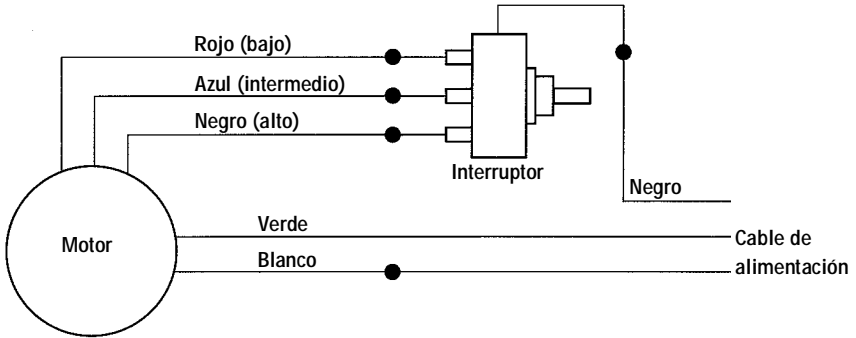 Rojo (bajo)
Azul (intermedio)
Negro (alto)
Interruptor
Negro
Motor
Verde
Blanco
Cable de
alimentación